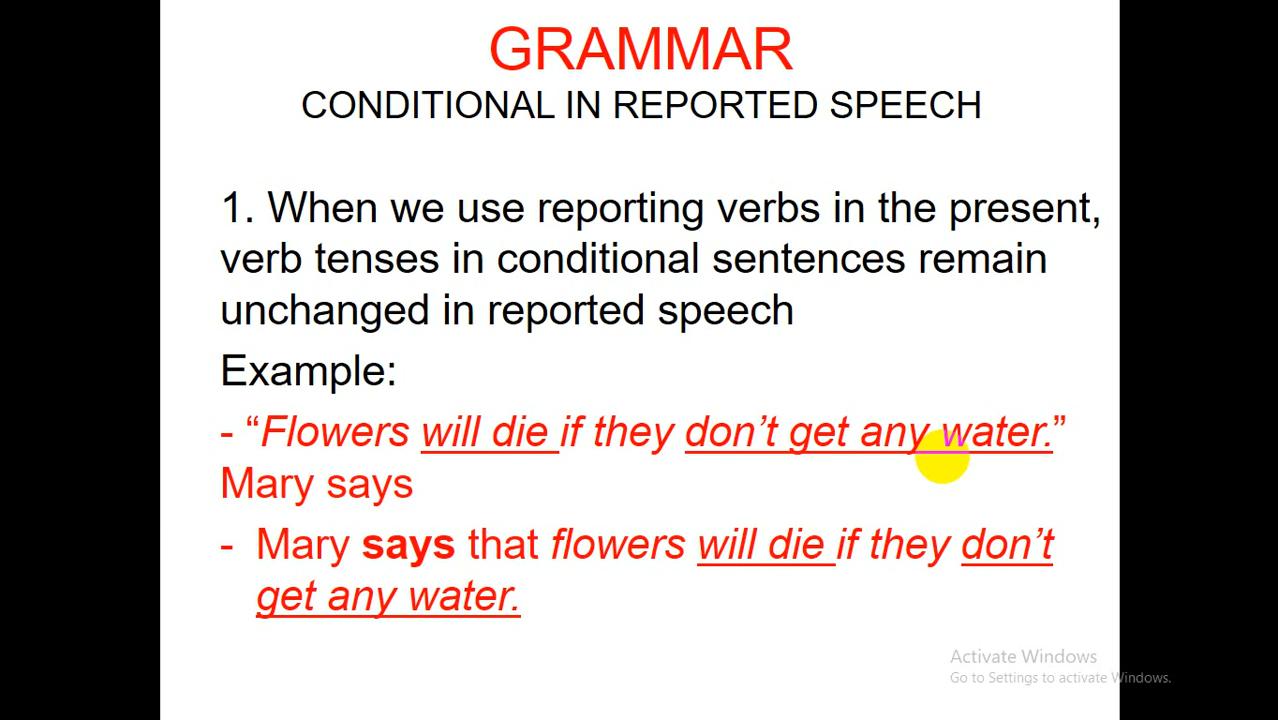 GRAMMAR
CONDITIONAL IN REPORTED SPEECH
1. When we use reporting verbs in the present,
verb tenses in conditional sentences remain
unchanged in reported speech
Example:
- “Flowers will die if they don’t get any water.”
Mary says
- Mary says that flowers will die if they don’t
get any water.
Activate Windows
Go to Settings to activate Windows.